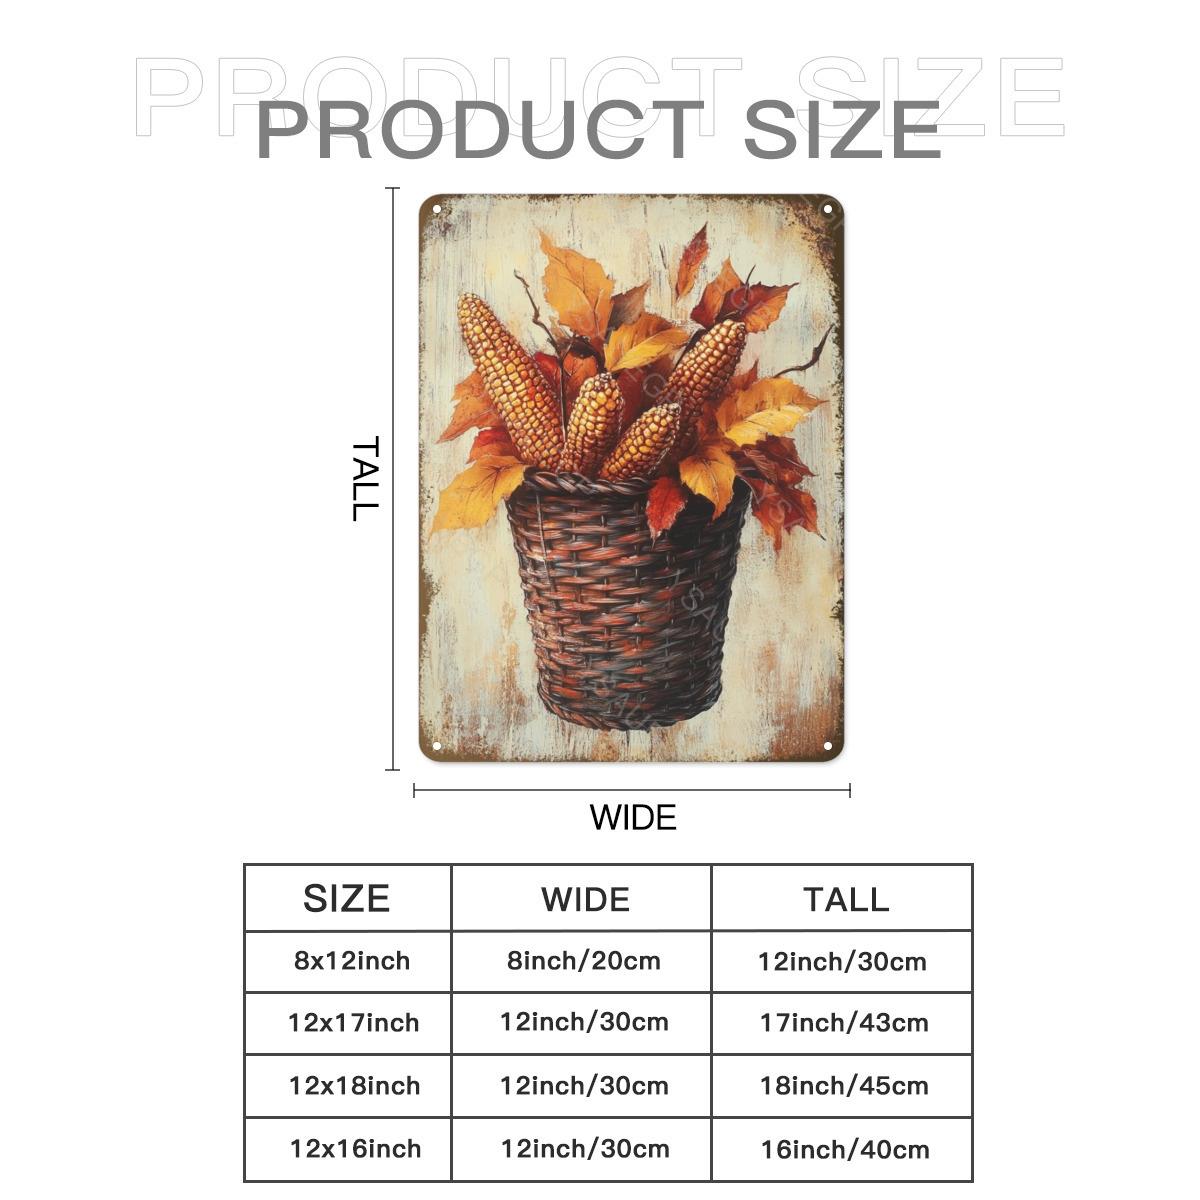 PRODUCT SIZE
PRODUCT SIZE
TALL
WIDE
SIZE WIDE TALL
8x12inch 8inch/20cm 12inch/30cm
12x17inch 12inch/30cm 17inch/43cm
12x18inch 12inch/30cm 18inch/45cm
12x16inch 12inch/30cm 16inch/40cm